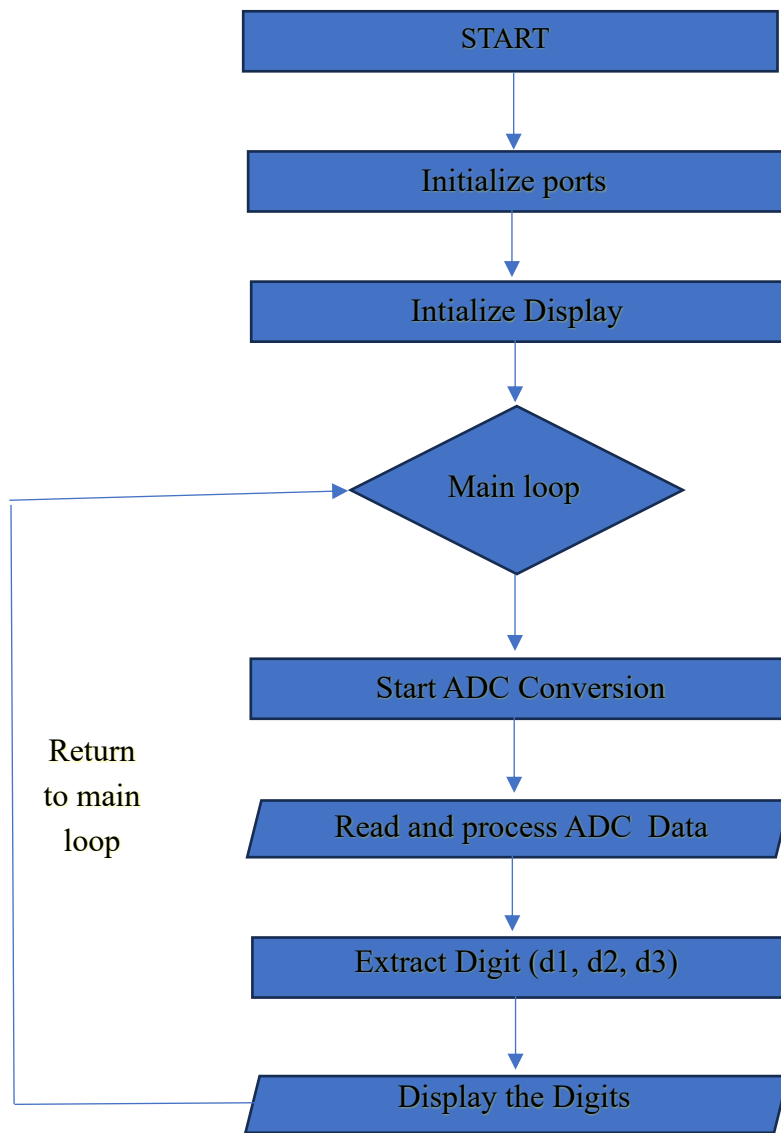 START
Initialize ports
Intialize Display
Main loop
Start ADC Conversion
Return
to main
loop
Read and process ADC  Data
Extract Digit (d1, d2, d3)
Display the Digits